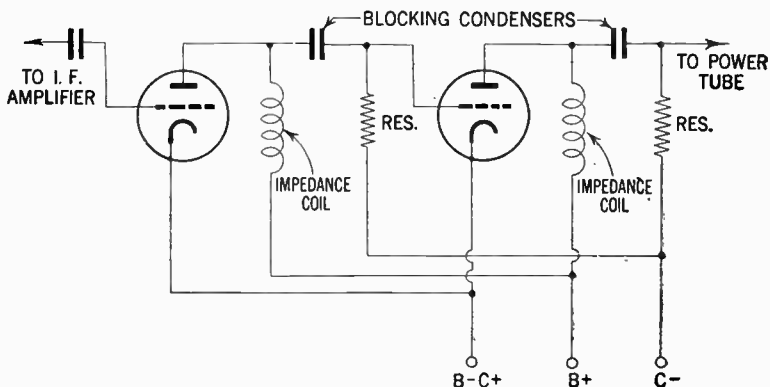 BLOCKING CONDENSERS
TO I. F.
AMPLIFIER
TO POWER
TUBE
RES.
RES.
IMPEDANCE
COIL
IMPEDANCE
COIL
B-C+
B+
C-